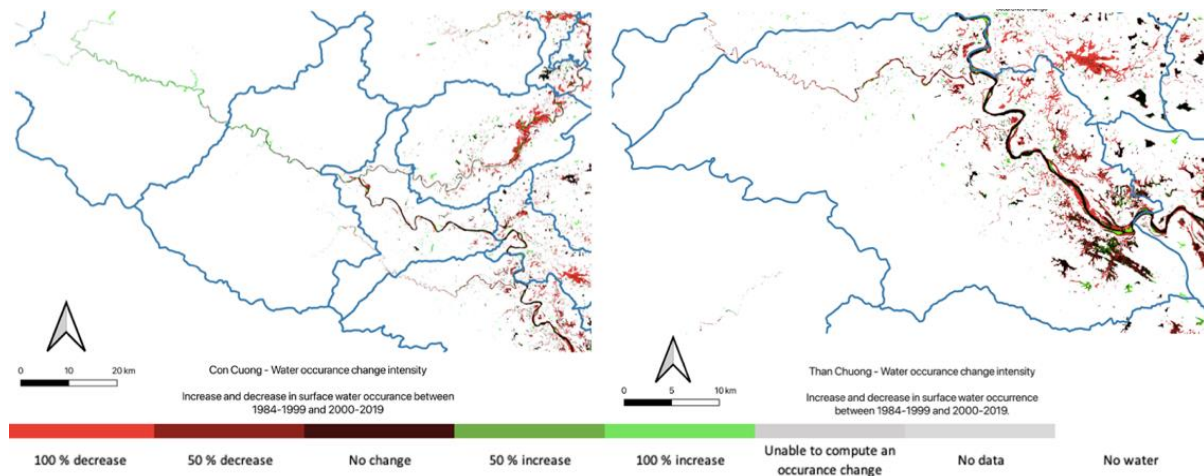 0 10 20 km
Con Cuong - Water occurance change intensity
Increase and decrease in surface water occurance between
1984-1999 and 2000-2019
0 5 10 km
Than Chuong - Water occurance change intensity
Increase and decrease in surface water occurrence
between 1984-1999 and 2000-2019.
100 % decrease
50 % decrease
No change
50 % increase
100 % increase
Unable to compute an
occurance change
No data
No water